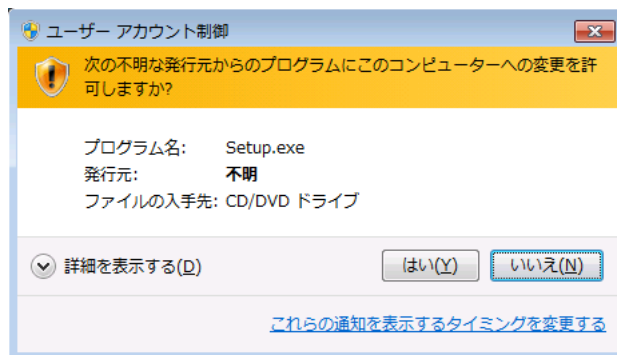 ユーザー アカウント制御
次の不明な発行元からのプログラムにこのコンピューターへの変更を許
可しますか?
プログラム名: Setup.exe
発行元: 不明
ファイルの入手先: CD/DVD ドライブ
詳細を表示する(D) はい(Y) いいえ(N)
これらの通知を表示するタイミングを変更する